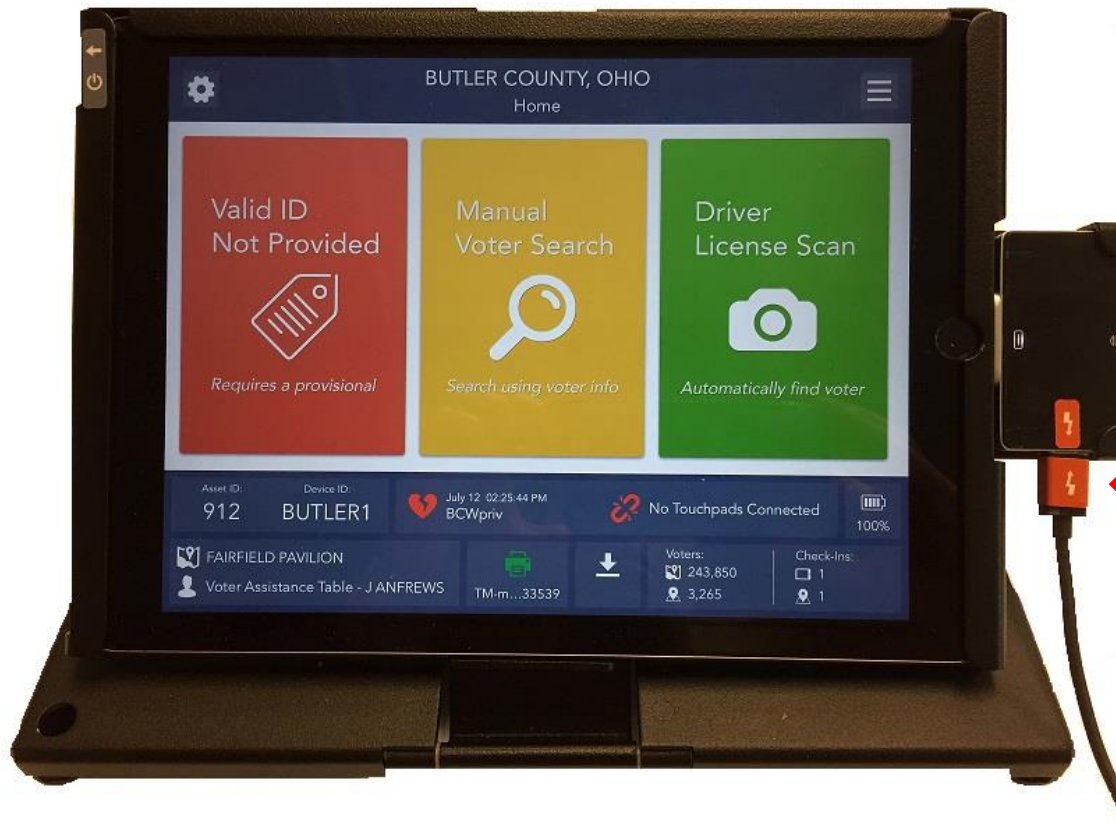 BUTLER COUNTY, OHIO
Home
Valid ID
Not Provided
Requires a provisional
Manual
Voter Search
Search using voter info
Driver
License Scan
Automatically find voter
Asset ID:
912
Device ID:
BUTLER1
July 12 02:25:44 PM
BCWpriv
No Touchpads Connected
100%
FAIRFIELD PAVILION
Voter Assistance Table - J ANFREWS
TM-m...33539
Voters:
243,850
3,265
Check-Ins:
1
1